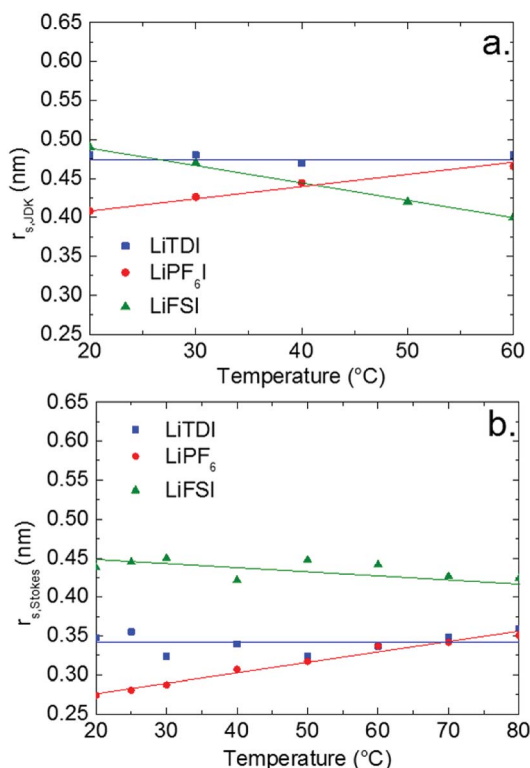 a.
0.65
0.60
0.55
0.50
0.45
0.40
0.35
0.30
0.25
r_s,JDK (nm)
LiTDI
LiPF6I
LiFSI
20 30 40 50 60
Temperature (°C)
b.
0.65
0.60
0.55
0.50
0.45
0.40
0.35
0.30
0.25
r_s,Stokes (nm)
LiTDI
LiPF6
LiFSI
20 30 40 50 60 70 80
Temperature (°C)